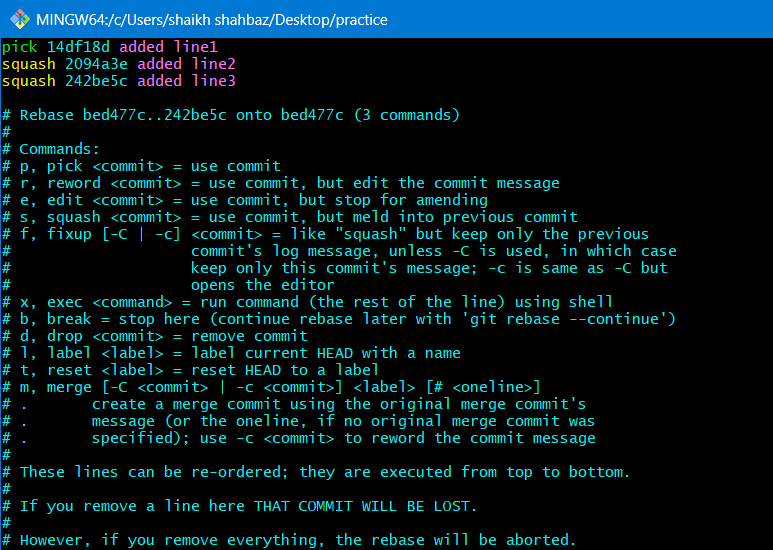 MINGW64:/c/Users/shaikh shahbaz/Desktop/practice
pick 14df18d added line1
squash 2094a3e added line2
squash 242be5c added line3
# Rebase bed477c..242be5c onto bed477c (3 commands)
#
# Commands:
# p, pick <commit> = use commit
# r, reword <commit> = use commit, but edit the commit message
# e, edit <commit> = use commit, but stop for amending
# s, squash <commit> = use commit, but meld into previous commit
# f, fixup [-C | -c] <commit> = like "squash" but keep only the previous
#                    commit's log message, unless -C is used, in which case
#                    keep only this commit's message; -c is same as -C but
#                    opens the editor
# x, exec <command> = run command (the rest of the line) using shell
# b, break = stop here (continue rebase later with 'git rebase --continue')
# d, drop <commit> = remove commit
# l, label <label> = label current HEAD with a name
# t, reset <label> = reset HEAD to a label
# m, merge [-C <commit> | -c <commit>] <label> [# <oneline>]
# .       create a merge commit using the original merge commit's
# .       message (or the oneline, if no original merge commit was
# .       specified); use -c <commit> to reword the commit message
#
# These lines can be re-ordered; they are executed from top to bottom.
#
# If you remove a line here THAT COMMIT WILL BE LOST.
#
# However, if you remove everything, the rebase will be aborted.